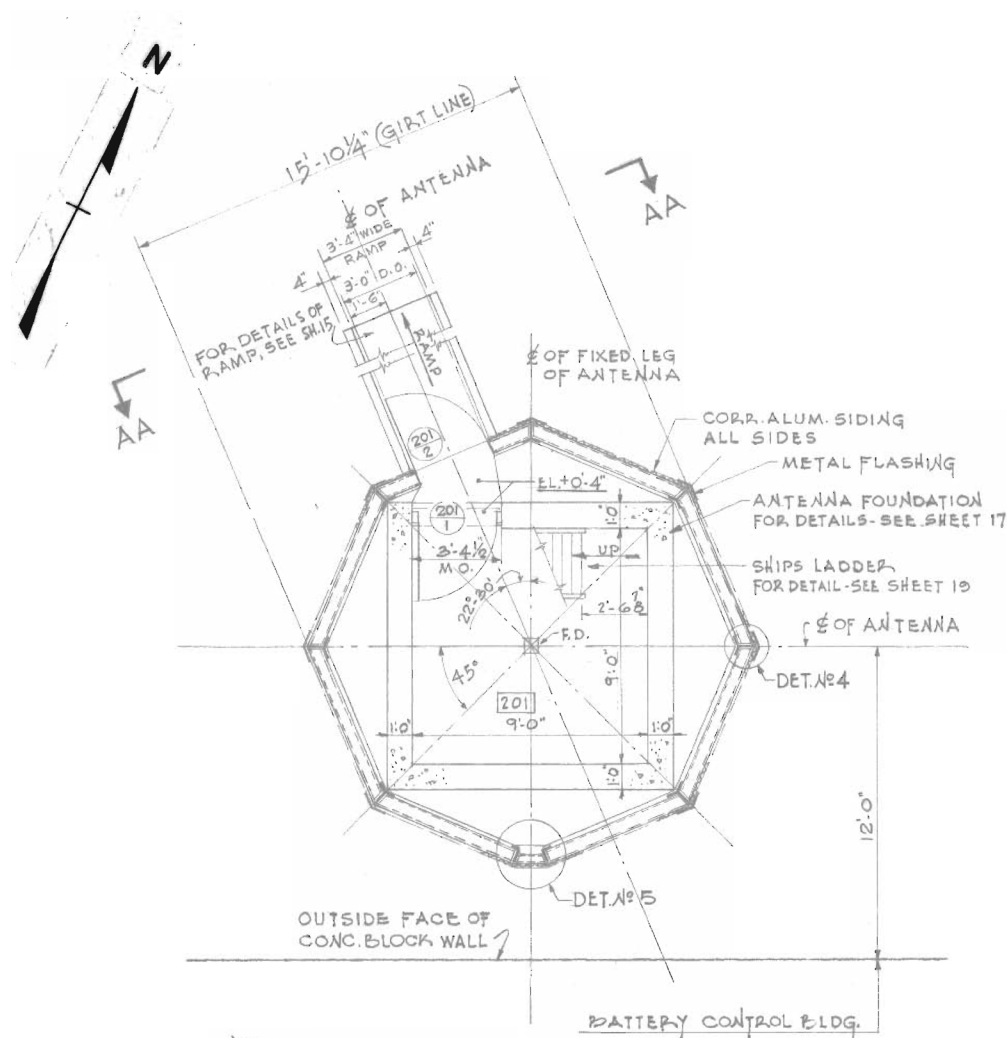 N
15'-10¼" (GIRT LINE)
℄ OF ANTENNA
AA
3'-4" WIDE
RAMP
4"
4"
3'-0" D.O.
1'-6"
FOR DETAILS OF
RAMP, SEE SH.15
RAMP
℄ OF FIXED LEG
OF ANTENNA
AA
CORR. ALUM. SIDING
ALL SIDES
201
2
METAL FLASHING
EL.+0'-4"
ANTENNA FOUNDATION
FOR DETAILS-SEE SHEET 17
201
1
1'-0"
3'-4½"
M.O.
UP
SHIPS LADDER
FOR DETAIL-SEE SHEET 19
22°-30'
2'-6⅞"
F.D.
℄ OF ANTENNA
45°
9'-0"
DET. Nº 4
201
1'-0"
9'-0"
1'-0"
1'-0"
12'-0"
DET. Nº 5
OUTSIDE FACE OF
CONC. BLOCK WALL
BATTERY CONTROL BLDG.